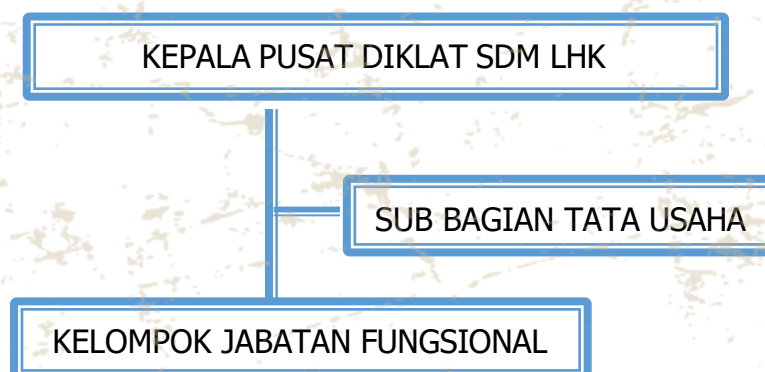 KEPALA PUSAT DIKLAT SDM LHK
SUB BAGIAN TATA USAHA
KELOMPOK JABATAN FUNGSIONAL